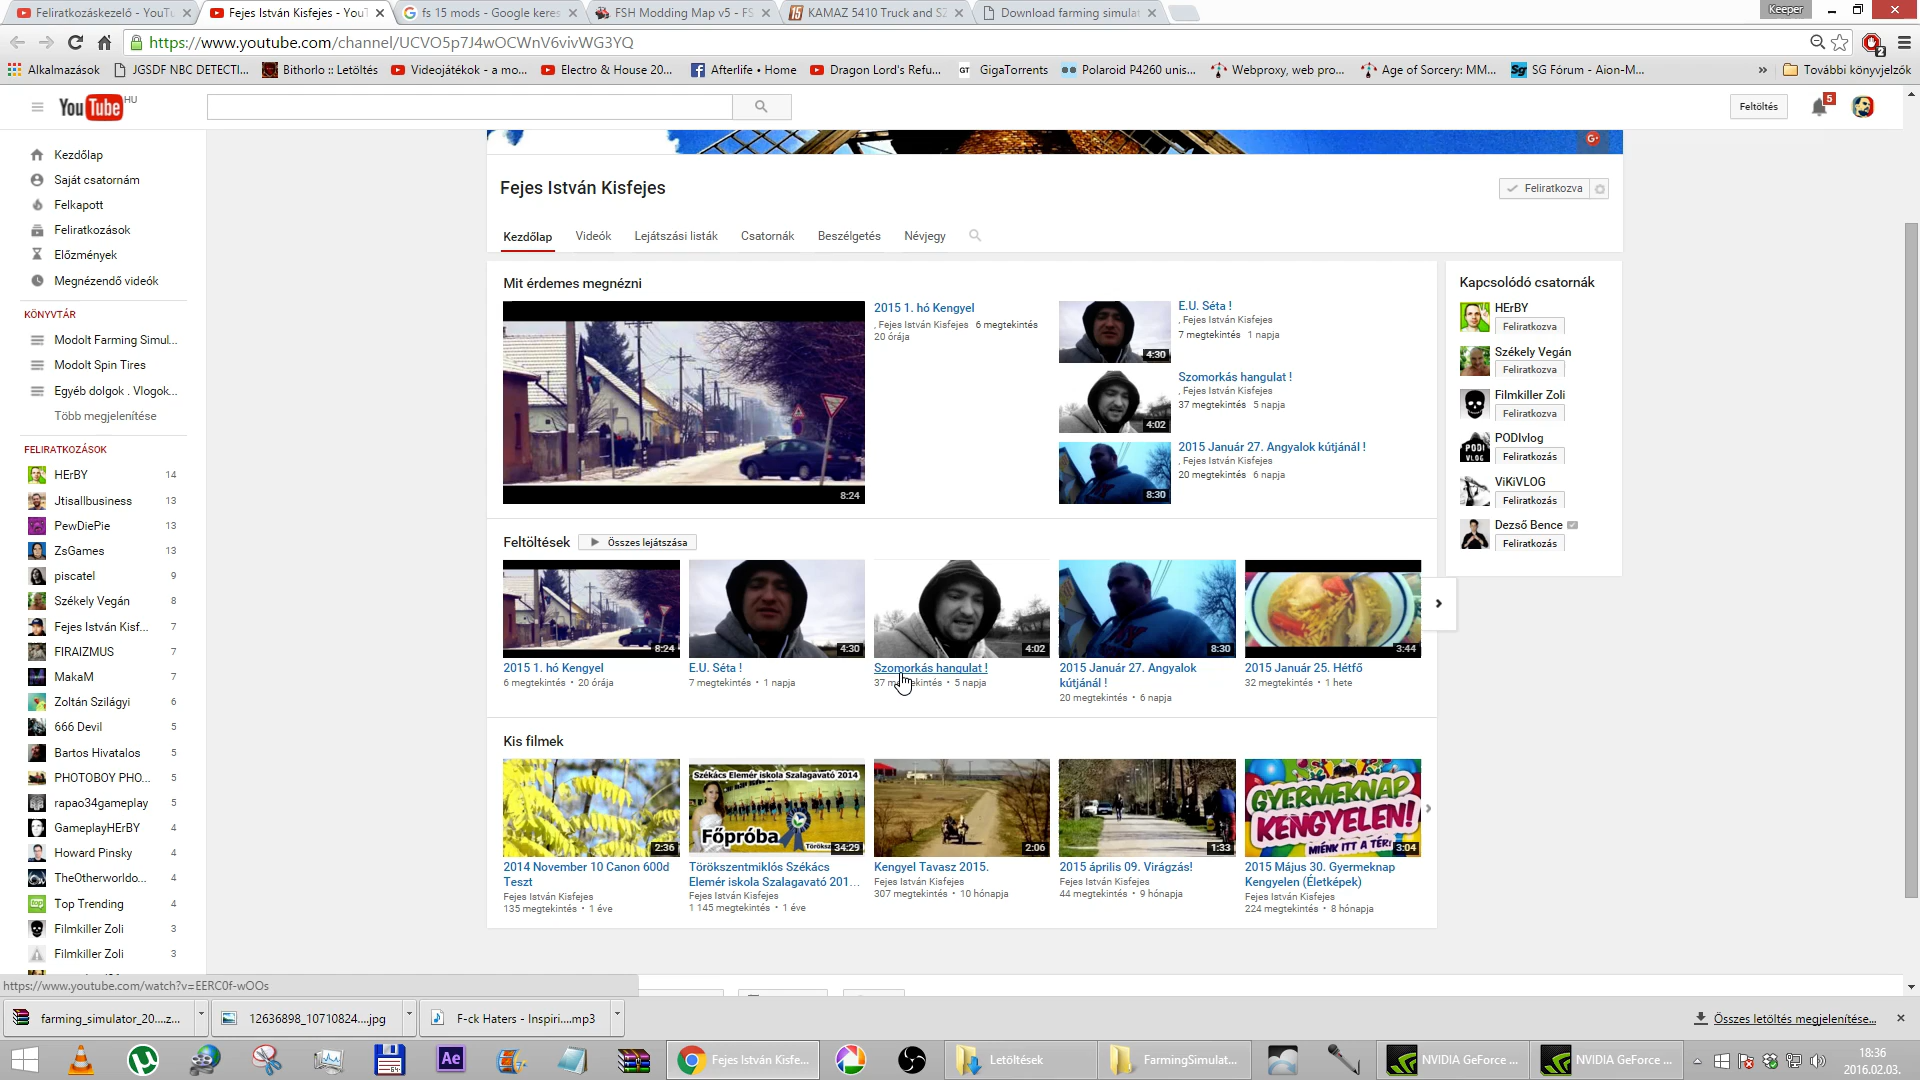 Feliratkozáskezelő - YouTu
Fejes István Kisfejes - YouT
fs 15 mods - Google keres
FSH Modding Map v5 - FS
KAMAZ 5410 Truck and SZ
Download farming simulat
Keeper
https://www.youtube.com/channel/UCVO5p7J4wOCWnV6vivWG3YQ
2
Alkalmazások
JGSDF NBC DETECTI...
Bithorlo :: Letöltés
Videojátékok - a mo...
Electro & House 20...
Afterlife • Home
Dragon Lord's Refu...
GT GigaTorrents
Polaroid P4260 unis...
Webproxy, web pro...
Age of Sorcery: MM...
Sg SG Fórum - Aion-M...
»
További könyvjelzők
YouTube HU
Feltöltés
5
Kezdőlap
Saját csatornám
Felkapott
Feliratkozások
Előzmények
Megnézendő videók
KÖNYVTÁR
Modolt Farming Simul...
Modolt Spin Tires
Egyéb dolgok . Vlogok...
Több megjelenítése
FELIRATKOZÁSOK
HErBY 14
Jtisallbusiness 13
PewDiePie 13
ZsGames 13
piscatel 9
Székely Vegán 8
Fejes István Kisf... 7
FIRAIZMUS 7
MakaM 7
Zoltán Szilágyi 6
666 Devil 5
Bartos Hivatalos 5
PHOTOBOY PHO... 5
rapao34gameplay 5
GameplayHErBY 4
Howard Pinsky 4
TheOtherworldo... 4
Top Trending 4
Filmkiller Zoli 3
Filmkiller Zoli 3
G+
Fejes István Kisfejes
Feliratkozva
Kezdőlap Videók Lejátszási listák Csatornák Beszélgetés Névjegy
Mit érdemes megnézni
8:24
2015 1. hó Kengyel
, Fejes István Kisfejes 6 megtekintés
20 órája
4:30
E.U. Séta !
, Fejes István Kisfejes
7 megtekintés 1 napja
4:02
Szomorkás hangulat !
, Fejes István Kisfejes
37 megtekintés 5 napja
8:30
2015 Január 27. Angyalok kútjánál !
, Fejes István Kisfejes
20 megtekintés 6 napja
Feltöltések
Összes lejátszása
8:24
2015 1. hó Kengyel
6 megtekintés • 20 órája
4:30
E.U. Séta !
7 megtekintés • 1 napja
4:02
Szomorkás hangulat !
5 napja
8:30
2015 Január 27. Angyalok
kútjánál !
20 megtekintés • 6 napja
3:44
2015 Január 25. Hétfő
32 megtekintés • 1 hete
Kis filmek
2:36
2014 November 10 Canon 600d
Teszt
Fejes István Kisfejes
135 megtekintés • 1 éve
Székács Elemér iskola Szalagavató 2014
Főpróba
34:29
Törökszentmiklós Székács
Elemér iskola Szalagavató 201...
Fejes István Kisfejes
1 145 megtekintés • 1 éve
2:06
Kengyel Tavasz 2015.
Fejes István Kisfejes
307 megtekintés • 10 hónapja
1:33
2015 április 09. Virágzás!
Fejes István Kisfejes
44 megtekintés • 9 hónapja
GYERMEKNAP
KENGYELEN!
MIÉNK ITT A TÉR!
3:04
2015 Május 30. Gyermeknap
Kengyelen (Életképek)
Fejes István Kisfejes
224 megtekintés • 8 hónapja
Kapcsolódó csatornák
HErBY
Feliratkozva
Székely Vegán
Feliratkozva
Filmkiller Zoli
Feliratkozva
PODI VLOG
PODIvlog
Feliratkozás
ViKiVLOG
Feliratkozás
Dezső Bence
Feliratkozás
https://www.youtube.com/watch?v=EERC0f-wOOs
farming_simulator_20....z...
12636898_10710824....jpg
F-ck Haters - Inspiri....mp3
Összes letöltés megjelenítése...
Ae
Fejes István Kisfe...
Letöltések
FarmingSimulat...
NVIDIA GeForce ...
NVIDIA GeForce ...
18:36
2016.02.03.